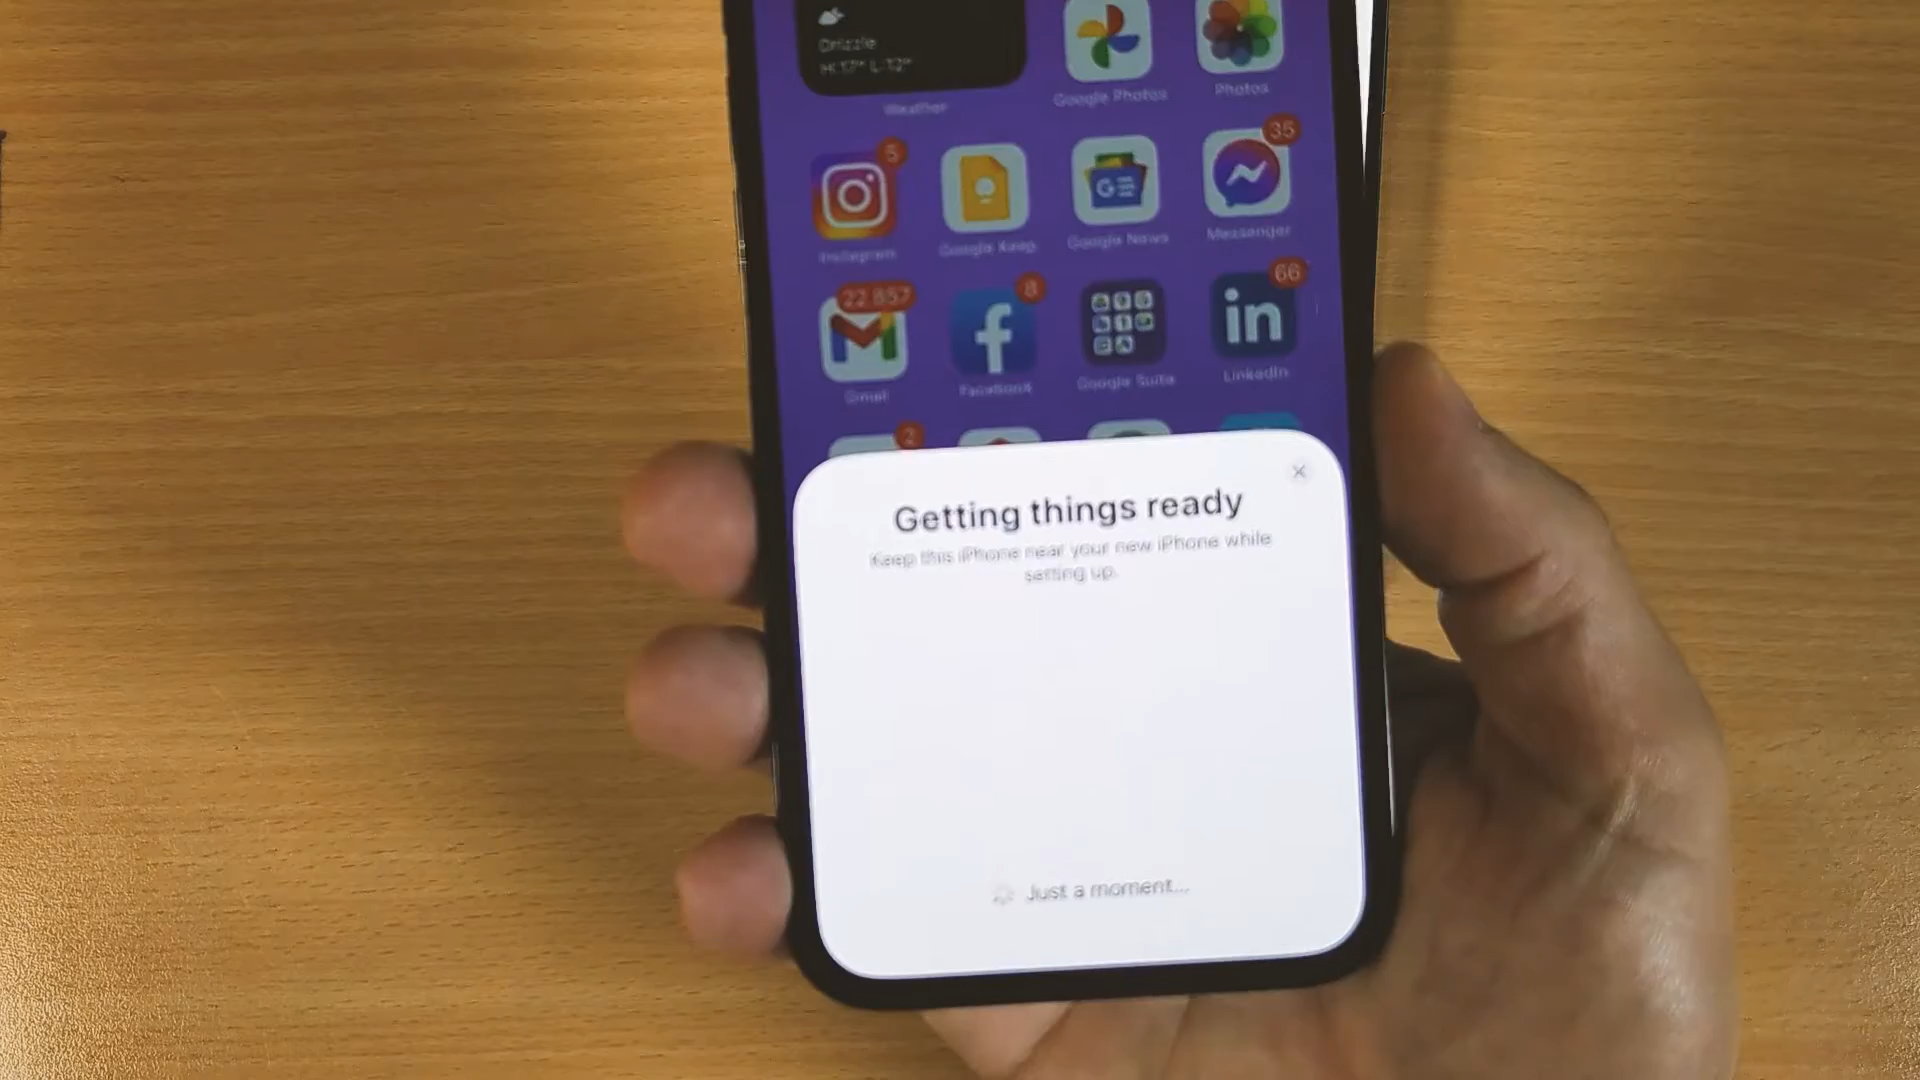 Drizzle
H:17° L:12°
Weather
Google Photos
Photos
5
35
Instagram
Google Keep
Google News
Messenger
22 857
8
66
Gmail
Facebook
Google Suite
LinkedIn
2
Getting things ready
Keep this iPhone near your new iPhone while
setting up.
Just a moment...